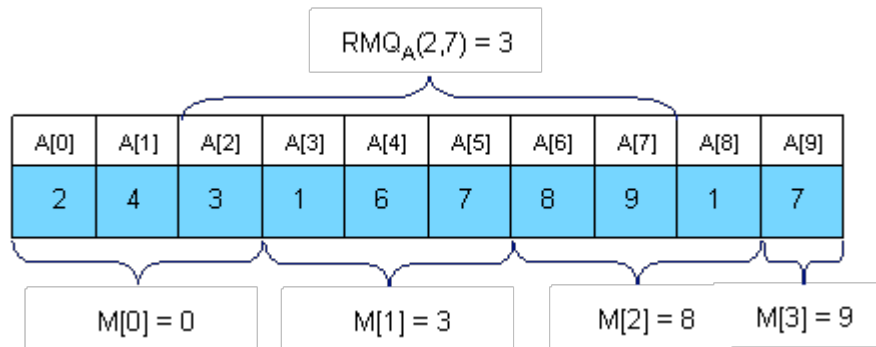 RMQA(2,7) = 3
A[0] A[1] A[2] A[3] A[4] A[5] A[6] A[7] A[8] A[9]
2 4 3 1 6 7 8 9 1 7
M[0] = 0 M[1] = 3 M[2] = 8 M[3] = 9